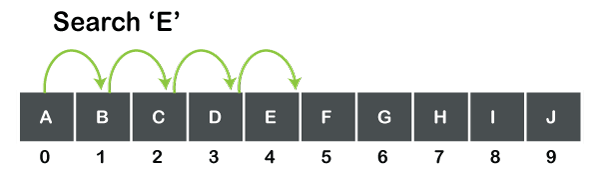 Search ‘E’
A B C D E F G H I J
0 1 2 3 4 5 6 7 8 9